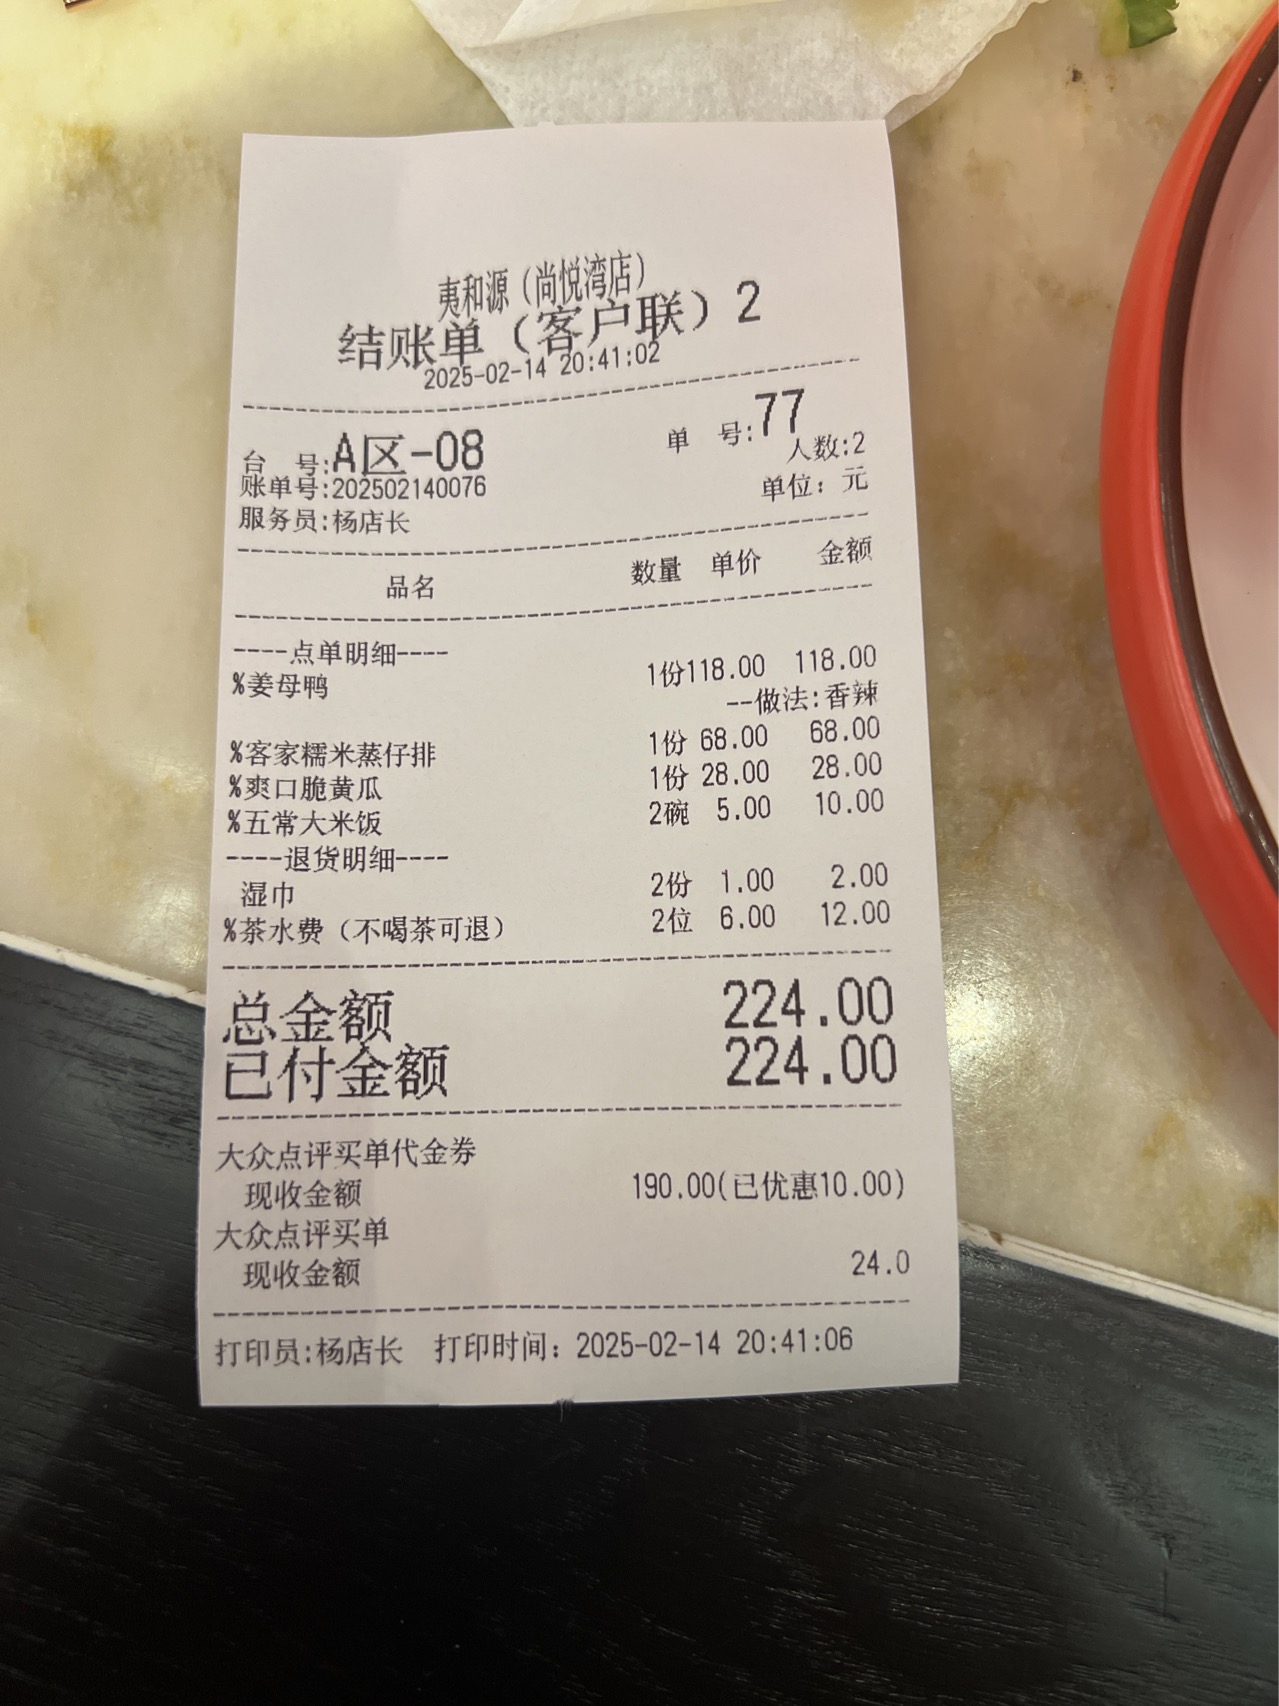 夷和源（尚悦湾店）
结账单（客户联）2
2025-02-14 20:41:02
台 号:A区-08 单 号:77
账单号:202502140076 人数:2
服务员:杨店长 单位：元
品名 数量 单价 金额
----点单明细----
%姜母鸭 1份118.00 118.00
--做法:香辣
%客家糯米蒸仔排 1份 68.00 68.00
%爽口脆黄瓜 1份 28.00 28.00
%五常大米饭 2碗 5.00 10.00
----退货明细----
湿巾 2份 1.00 2.00
%茶水费（不喝茶可退） 2位 6.00 12.00
总金额 224.00
已付金额 224.00
大众点评买单代金券
现收金额 190.00(已优惠10.00)
大众点评买单
现收金额 24.0
打印员:杨店长 打印时间：2025-02-14 20:41:06